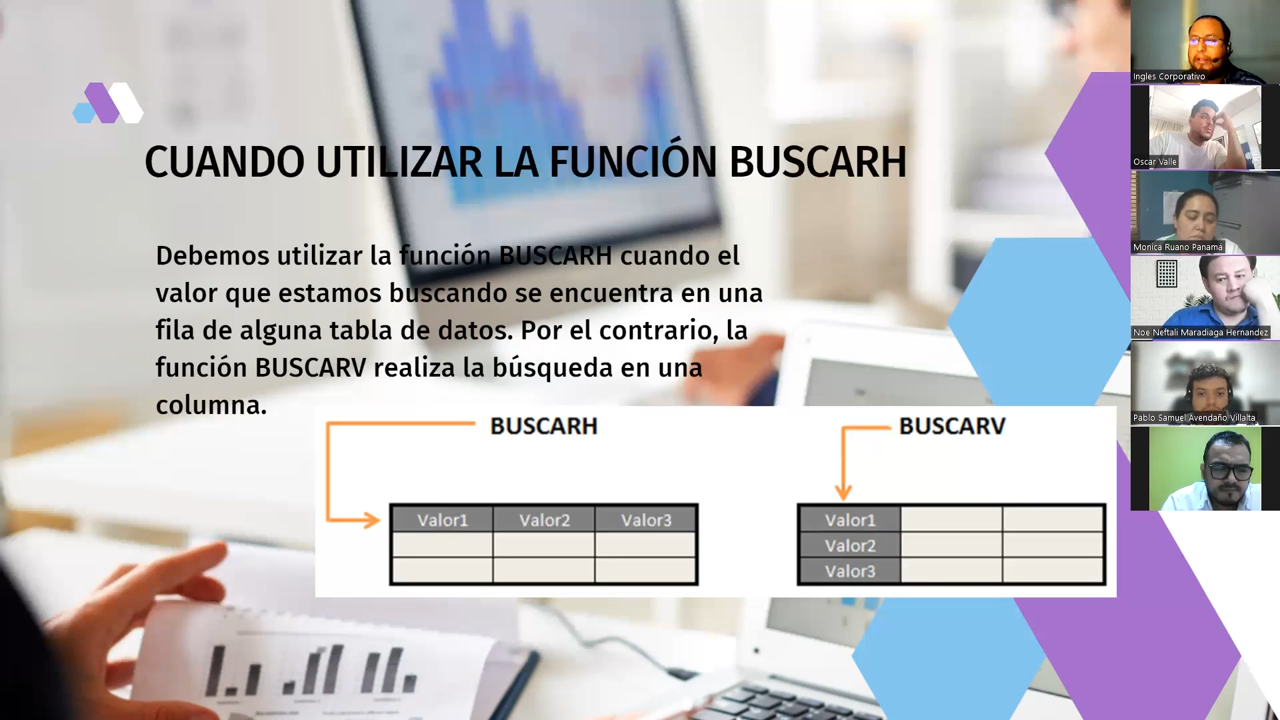 CUANDO UTILIZAR LA FUNCIÓN BUSCARH
Debemos utilizar la función BUSCARH cuando el
valor que estamos buscando se encuentra en una
fila de alguna tabla de datos. Por el contrario, la
función BUSCARV realiza la búsqueda en una
columna.
BUSCARH
Valor1 Valor2 Valor3
BUSCARV
Valor1
Valor2
Valor3
Ingles Corporativo
Oscar Valle
Monica Ruano Panamá
Noe Neftali Maradiaga Hernandez
Pablo Samuel Avendaño Villalta